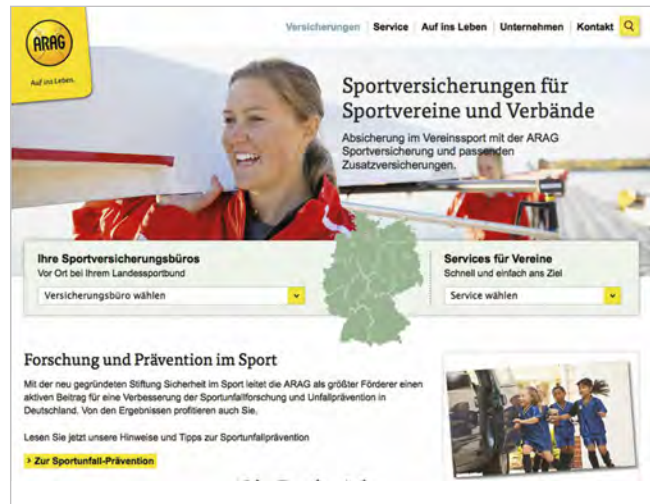 ARAG
Auf ins Leben.
Versicherungen Service Auf ins Leben Unternehmen Kontakt
Sportversicherungen für
Sportvereine und Verbände
Absicherung im Vereinssport mit der ARAG
Sportversicherung und passenden
Zusatzversicherungen.
Ihre Sportversicherungsbüros
Vor Ort bei Ihrem Landessportbund
Versicherungsbüro wählen
Services für Vereine
Schnell und einfach ans Ziel
Service wählen
Forschung und Prävention im Sport
Mit der neu gegründeten Stiftung Sicherheit im Sport leitet die ARAG als größter Förderer einen
aktiven Beitrag für eine Verbesserung der Sportunfallforschung und Unfallprävention in
Deutschland. Von den Ergebnissen profitieren auch Sie.
Lesen Sie jetzt unsere Hinweise und Tipps zur Sportunfallprävention
› Zur Sportunfall-Prävention